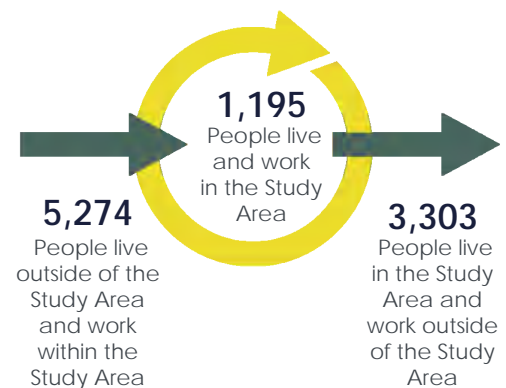 1,195
People live
and work
in the Study
Area
5,274
People live
outside of the
Study Area
and work
within the
Study Area
3,303
People live
in the Study
Area and
work outside
of the Study
Area